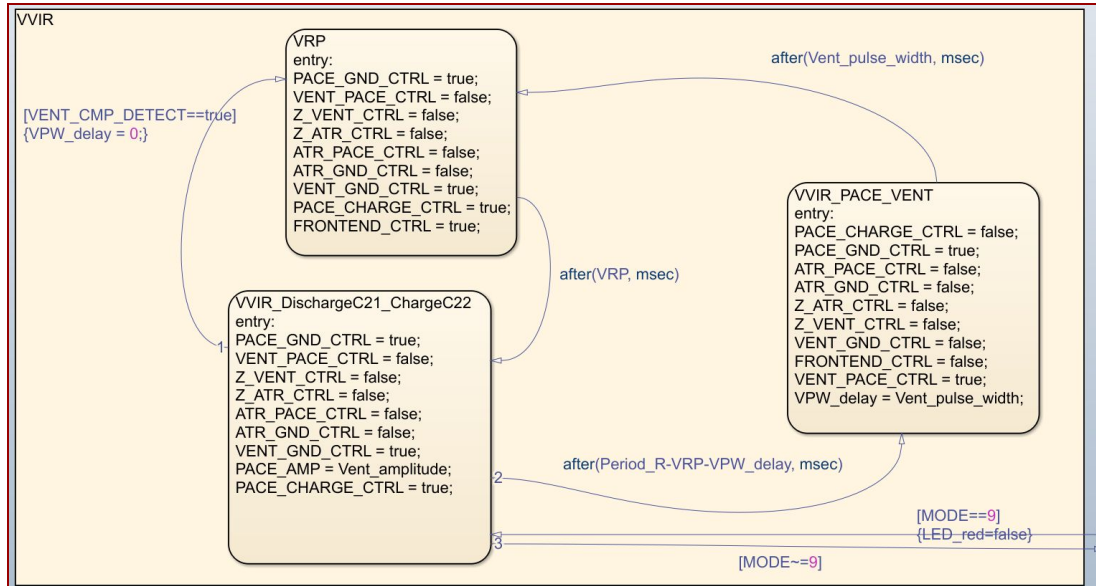 VVIR
VRP
entry:
PACE_GND_CTRL = true;
VENT_PACE_CTRL = false;
Z_VENT_CTRL = false;
Z_ATR_CTRL = false;
ATR_PACE_CTRL = false;
ATR_GND_CTRL = false;
VENT_GND_CTRL = true;
PACE_CHARGE_CTRL = true;
FRONTEND_CTRL = true;
after(Vent_pulse_width, msec)
[VENT_CMP_DETECT==true]
{VPW_delay = 0;}
VVIR_PACE_VENT
entry:
PACE_CHARGE_CTRL = false;
PACE_GND_CTRL = true;
ATR_PACE_CTRL = false;
ATR_GND_CTRL = false;
Z_ATR_CTRL = false;
Z_VENT_CTRL = false;
VENT_GND_CTRL = false;
FRONTEND_CTRL = false;
VENT_PACE_CTRL = true;
VPW_delay = Vent_pulse_width;
after(VRP, msec)
VVIR_DischargeC21_ChargeC22
entry:
PACE_GND_CTRL = true;
VENT_PACE_CTRL = false;
Z_VENT_CTRL = false;
Z_ATR_CTRL = false;
ATR_PACE_CTRL = false;
ATR_GND_CTRL = false;
VENT_GND_CTRL = true;
PACE_AMP = Vent_amplitude;
PACE_CHARGE_CTRL = true;
1
2
3
after(Period_R-VRP-VPW_delay, msec)
[MODE==9]
{LED_red=false}
[MODE~=9]